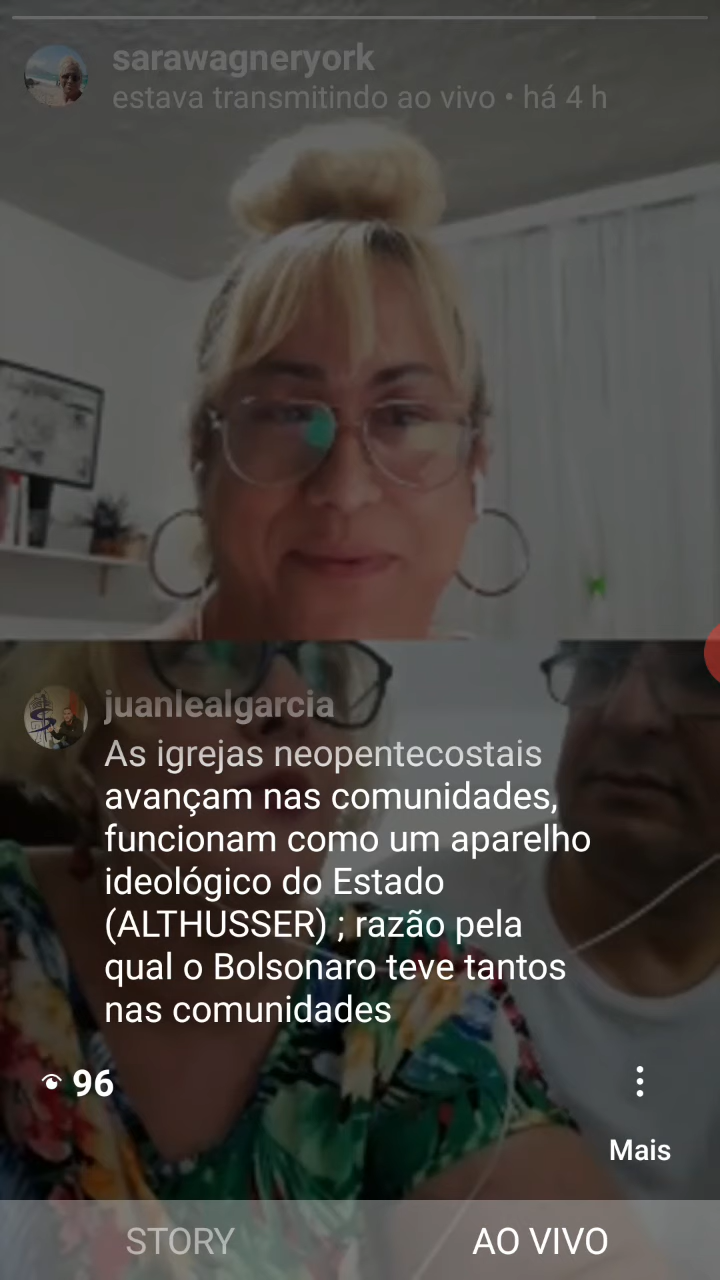 sarawagneryork
estava transmitindo ao vivo • há 4 h
juanlealgarcia
As igrejas neopentecostais
avançam nas comunidades,
funcionam como um aparelho
ideológico do Estado
(ALTHUSSER) ; razão pela
qual o Bolsonaro teve tantos
nas comunidades
96
Mais
STORY
AO VIVO